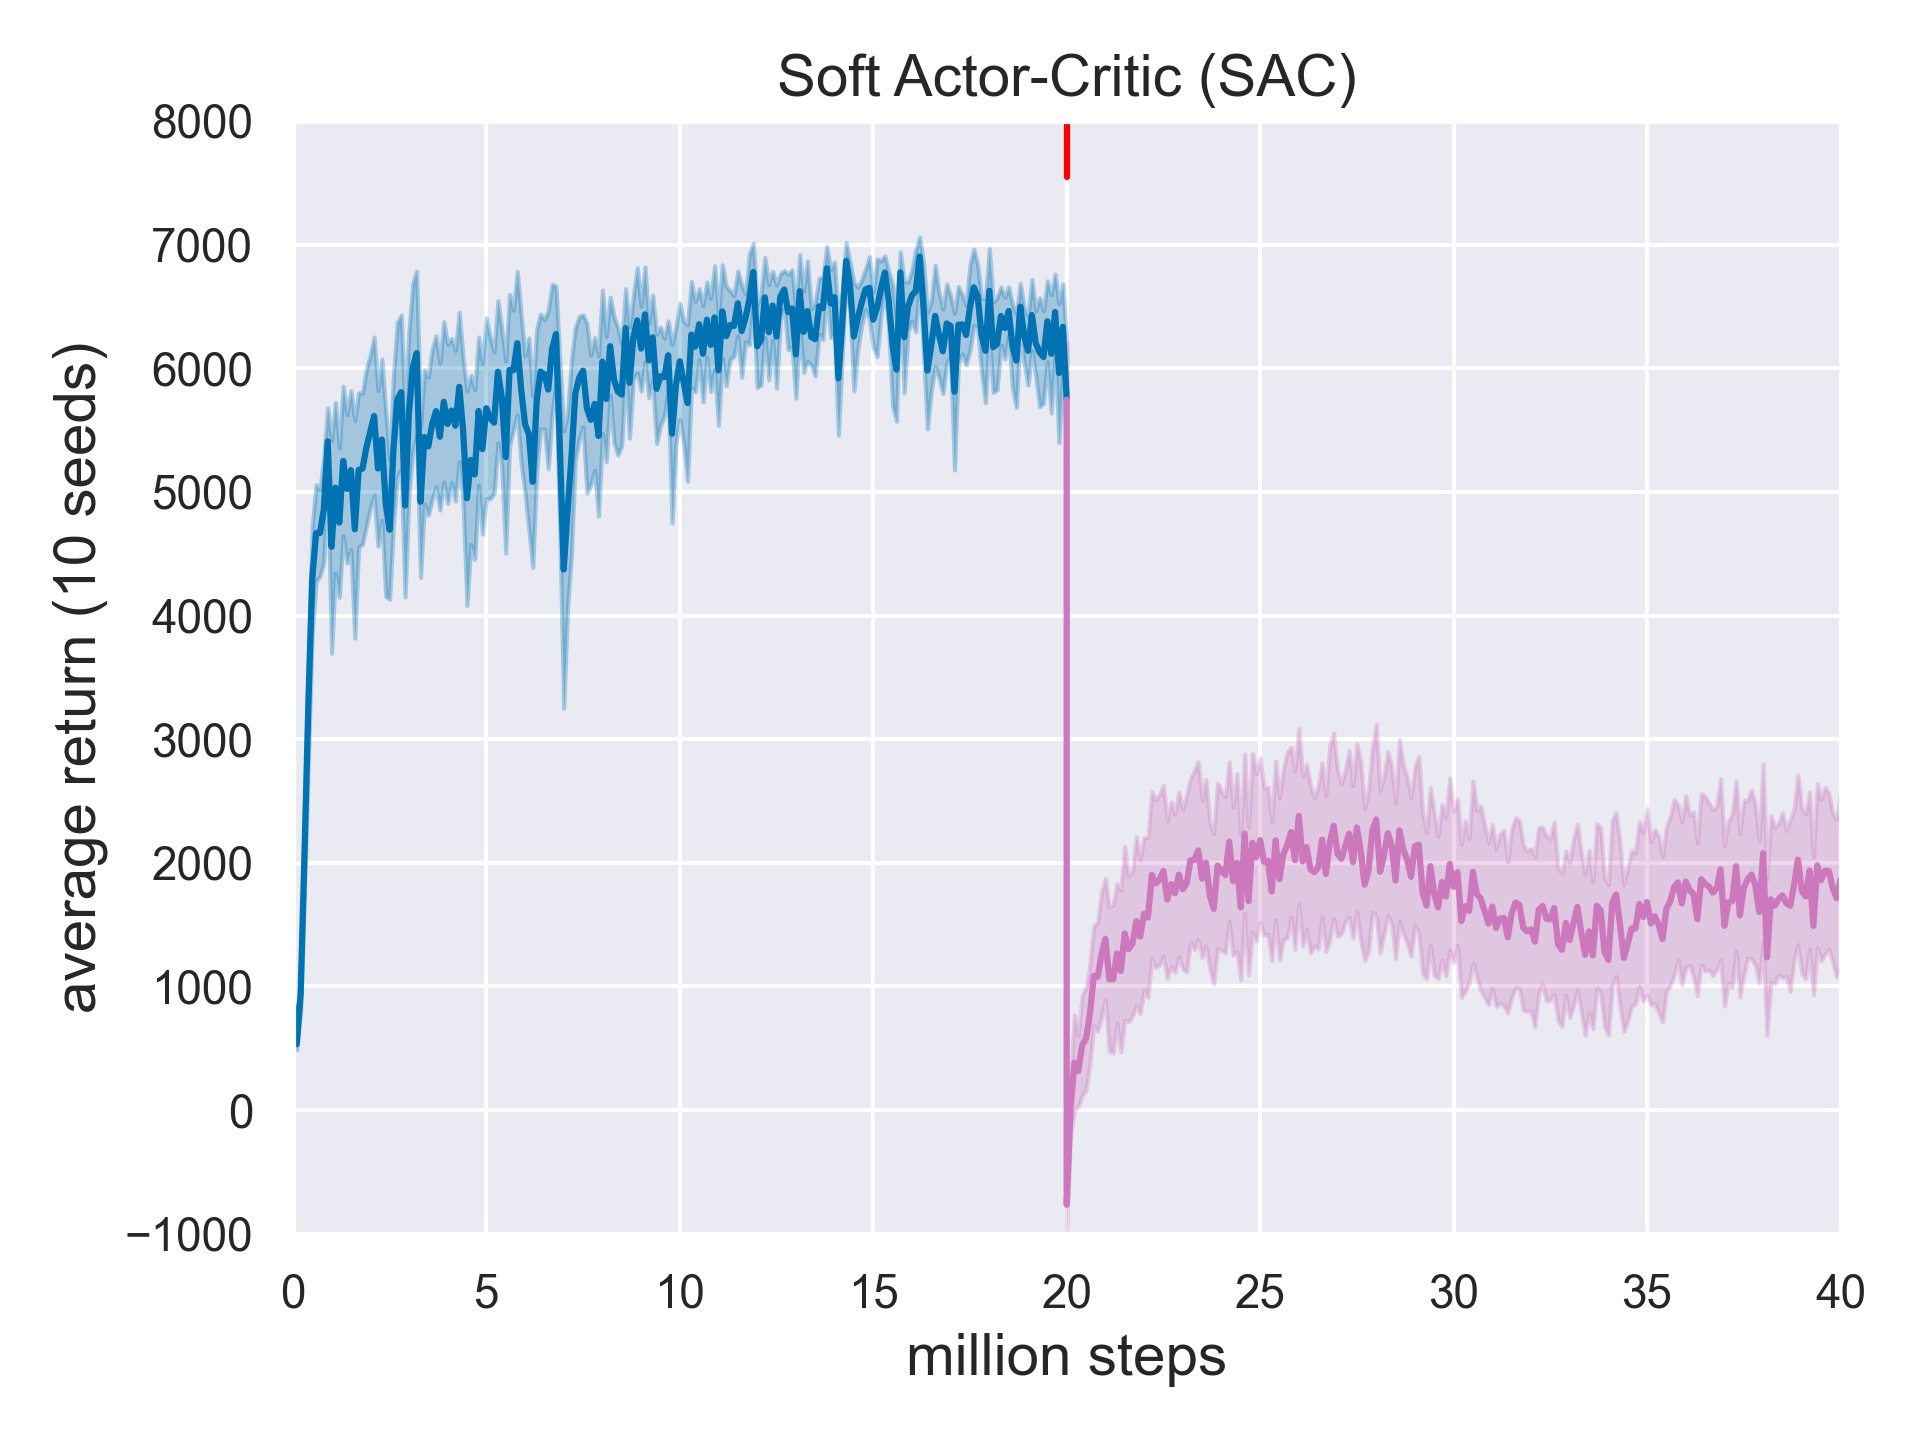 Soft Actor-Critic (SAC)
8000
7000
6000
5000
4000
3000
2000
1000
0
−1000
average return (10 seeds)
0 5 10 15 20 25 30 35 40
million steps